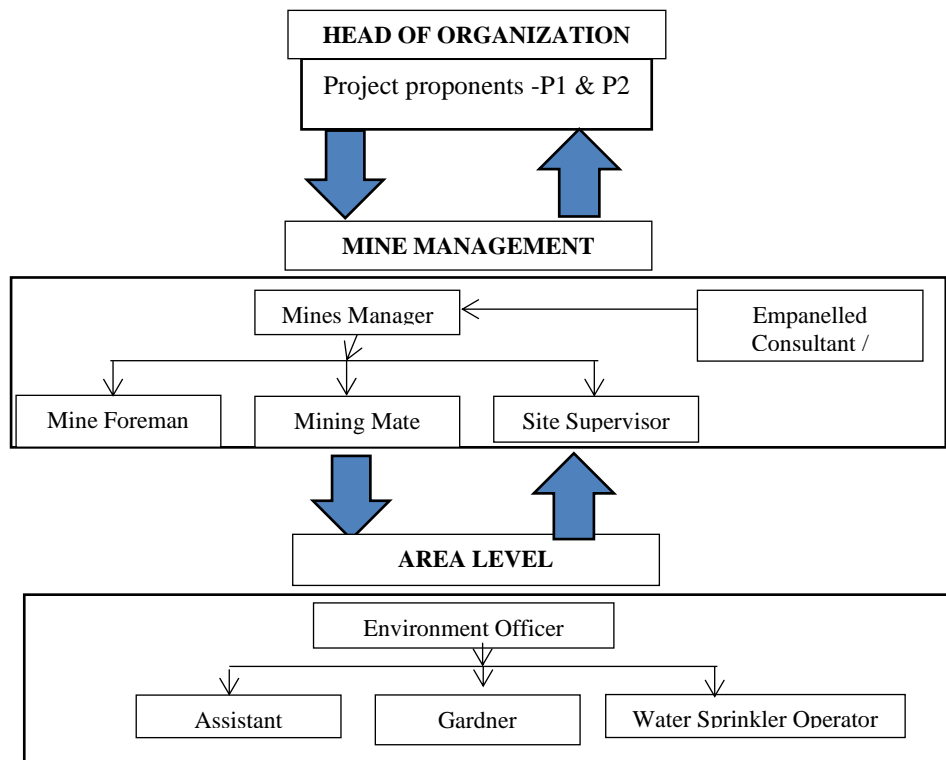 HEAD OF ORGANIZATION
Project proponents -P1 & P2
MINE MANAGEMENT
Mines Manager
Empanelled
Consultant /
Mine Foreman
Mining Mate
Site Supervisor
AREA LEVEL
Environment Officer
Assistant
Gardner
Water Sprinkler Operator